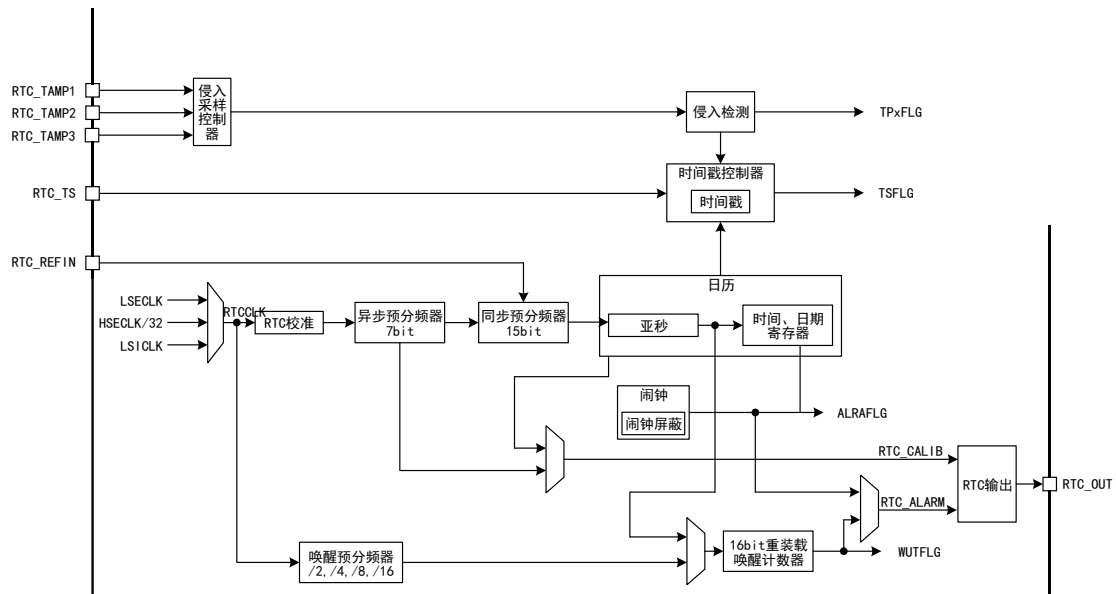 RTC_TAMP1
RTC_TAMP2
RTC_TAMP3
侵入
采样
控制
器
侵入检测
TPxFLG
RTC_TS
时间戳控制器
时间戳
TSFLG
RTC_REFIN
LSECLK
HSECLK/32
LSICLK
RTCCLK
RTC校准
异步预分频器
7bit
同步预分频器
15bit
日历
亚秒
时间、日期
寄存器
闹钟
闹钟屏蔽
ALRAFLG
RTC_CALIB
RTC_ALARM
RTC输出
RTC_OUT
唤醒预分频器
/2,/4,/8,/16
16bit重装载
唤醒计数器
WUTFLG